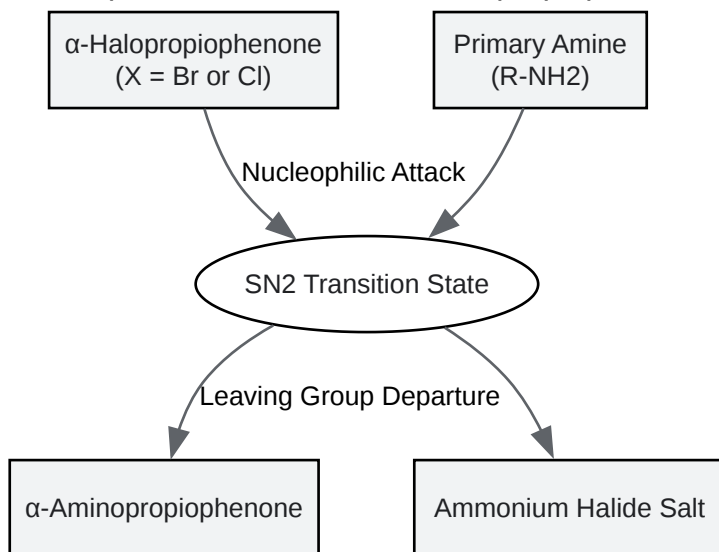 α-Halopropiophenone
(X = Br or Cl)
Primary Amine
(R-NH2)
Nucleophilic Attack
SN2 Transition State
Leaving Group Departure
α-Aminopropiophenone
Ammonium Halide Salt